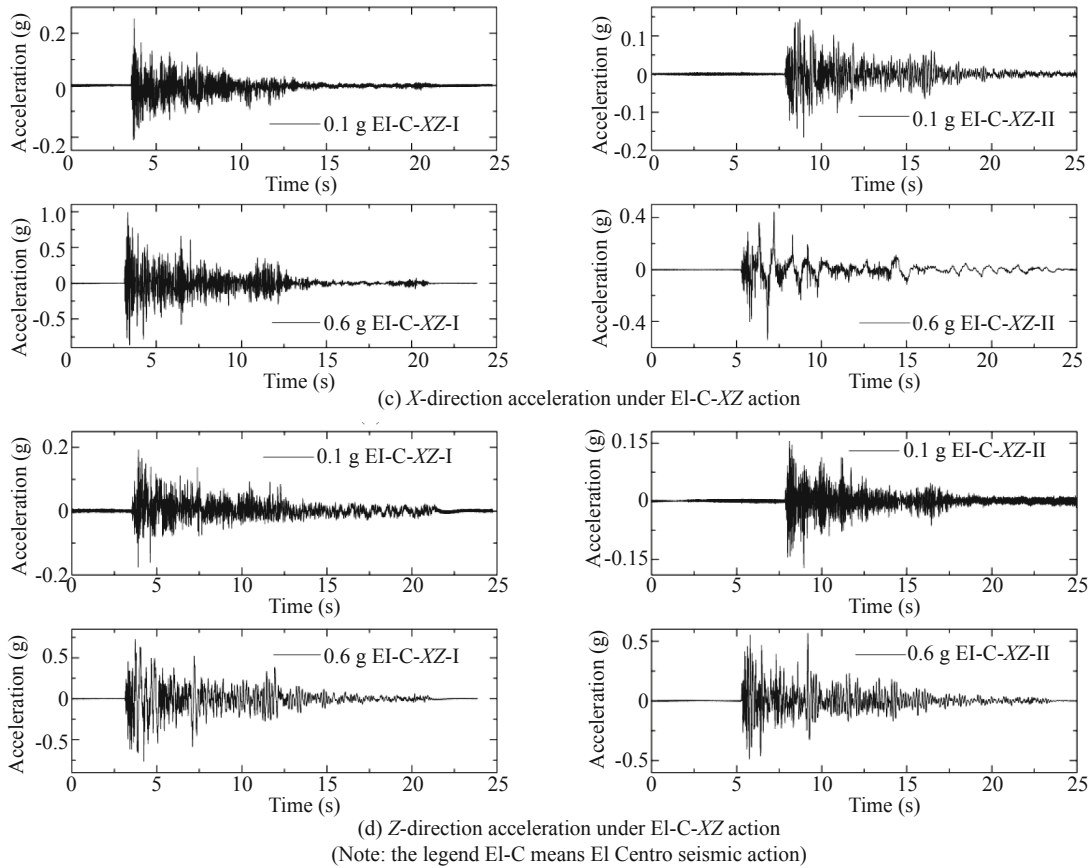 Acceleration (g)
0.2
0
-0.2
0.1 g EI-C-XZ-I
0 5 10 15 20 25
Time (s)
Acceleration (g)
0.1
0
-0.1
-0.2
0.1 g EI-C-XZ-II
0 5 10 15 20 25
Time (s)
Acceleration (g)
1.0
0.5
0
-0.5
0.6 g EI-C-XZ-I
0 5 10 15 20 25
Time (s)
Acceleration (g)
0.4
0
-0.4
0.6 g EI-C-XZ-II
0 5 10 15 20 25
Time (s)
(c) X-direction acceleration under El-C-XZ action
Acceleration (g)
0.2
0
-0.2
0.1 g EI-C-XZ-I
0 5 10 15 20 25
Time (s)
Acceleration (g)
0.15
0
-0.15
0.1 g EI-C-XZ-II
0 5 10 15 20 25
Time (s)
Acceleration (g)
0.5
0
-0.5
0.6 g EI-C-XZ-I
0 5 10 15 20 25
Time (s)
Acceleration (g)
0.5
0
-0.5
0.6 g EI-C-XZ-II
0 5 10 15 20 25
Time (s)
(d) Z-direction acceleration under El-C-XZ action
(Note: the legend El-C means El Centro seismic action)